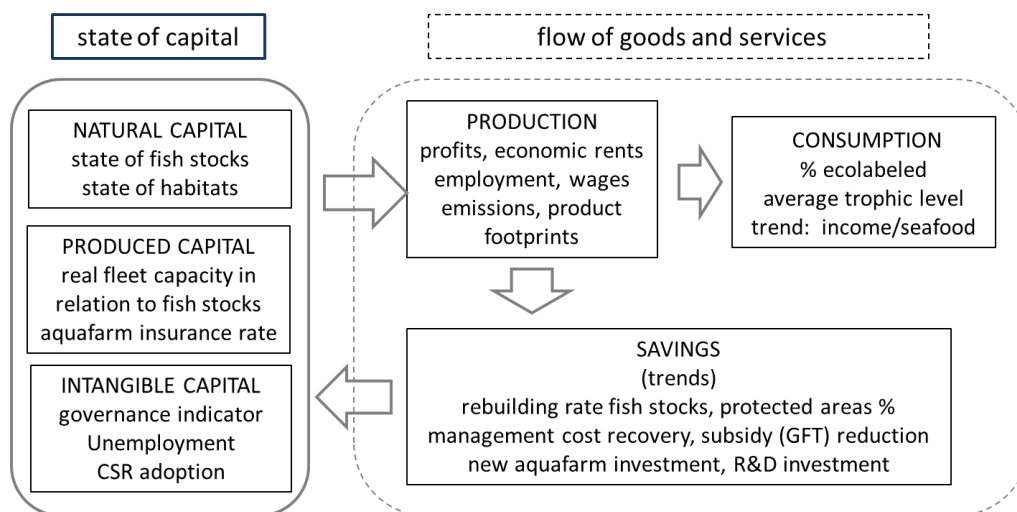 state of capital
flow of goods and services
NATURAL CAPITAL
state of fish stocks
state of habitats
PRODUCED CAPITAL
real fleet capacity in
relation to fish stocks
aquafarm insurance rate
INTANGIBLE CAPITAL
governance indicator
Unemployment
CSR adoption
PRODUCTION
profits, economic rents
employment, wages
emissions, product
footprints
CONSUMPTION
% ecolabeled
average trophic level
trend: income/seafood
SAVINGS
(trends)
rebuilding rate fish stocks, protected areas %
management cost recovery, subsidy (GFT) reduction
new aquafarm investment, R&D investment